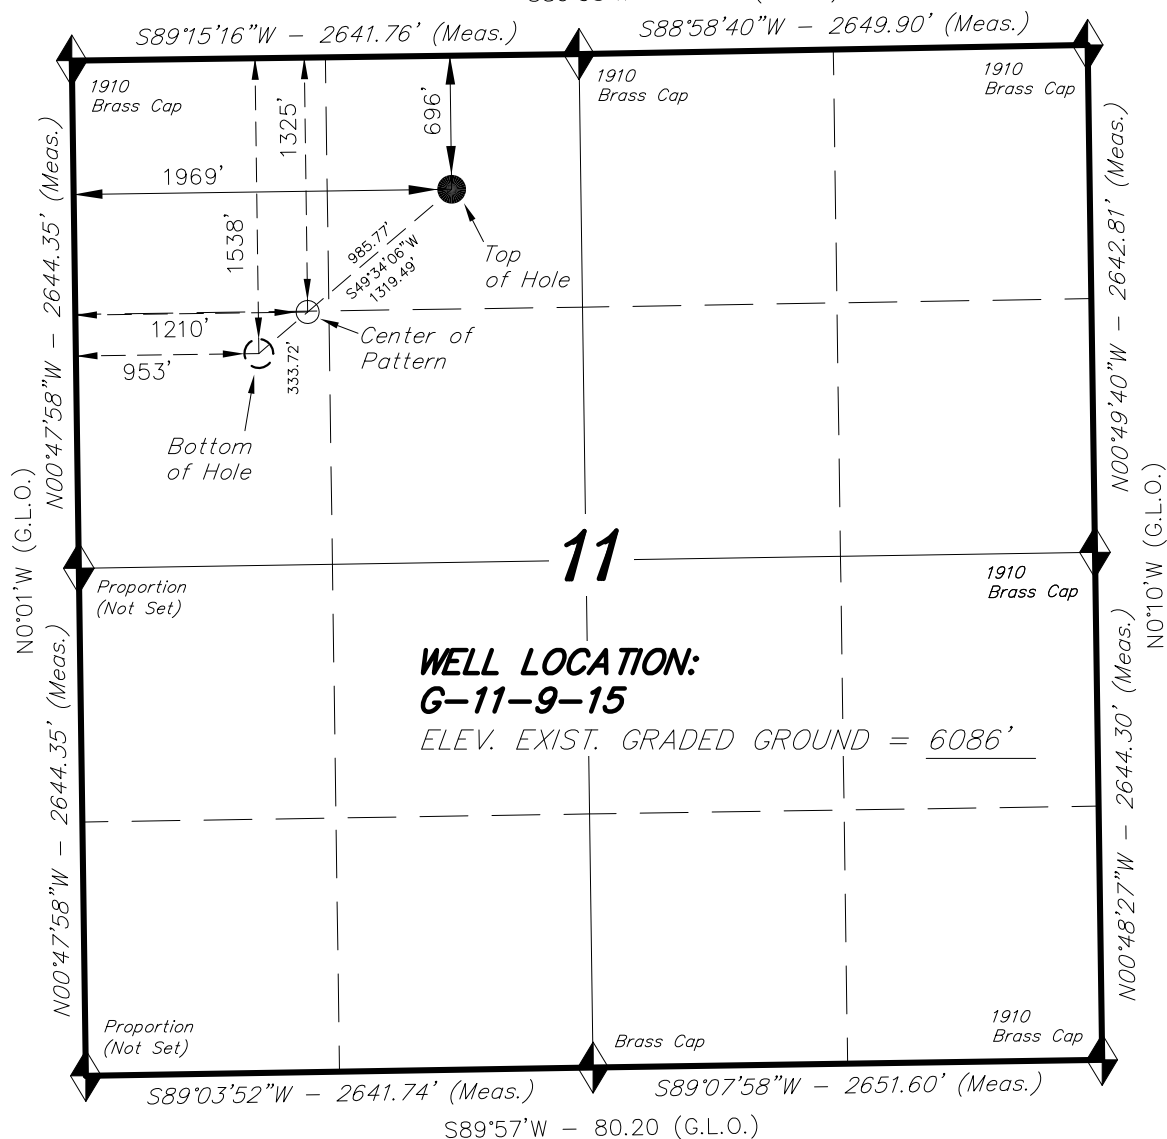 S89°15'16"W – 2641.76' (Meas.)
S88°58'40"W – 2649.90' (Meas.)
1910
Brass Cap
1910
Brass Cap
1910
Brass Cap
1325'
696'
1969'
1538'
985.77'
S49°34'06"W
1319.49'
Top
of Hole
1210'
Center of
Pattern
953'
333.72'
Bottom
of Hole
N00°47'58"W – 2644.35' (Meas.)
N00°49'40"W – 2642.81' (Meas.)
N0°01'W (G.L.O.)
N0°10'W (G.L.O.)
11
Proportion
(Not Set)
1910
Brass Cap
WELL LOCATION:
G–11–9–15
ELEV. EXIST. GRADED GROUND = 6086'
N00°47'58"W – 2644.35' (Meas.)
N00°48'27"W – 2644.30' (Meas.)
Proportion
(Not Set)
Brass Cap
1910
Brass Cap
S89°03'52"W – 2641.74' (Meas.)
S89°07'58"W – 2651.60' (Meas.)
S89°57'W – 80.20 (G.L.O.)